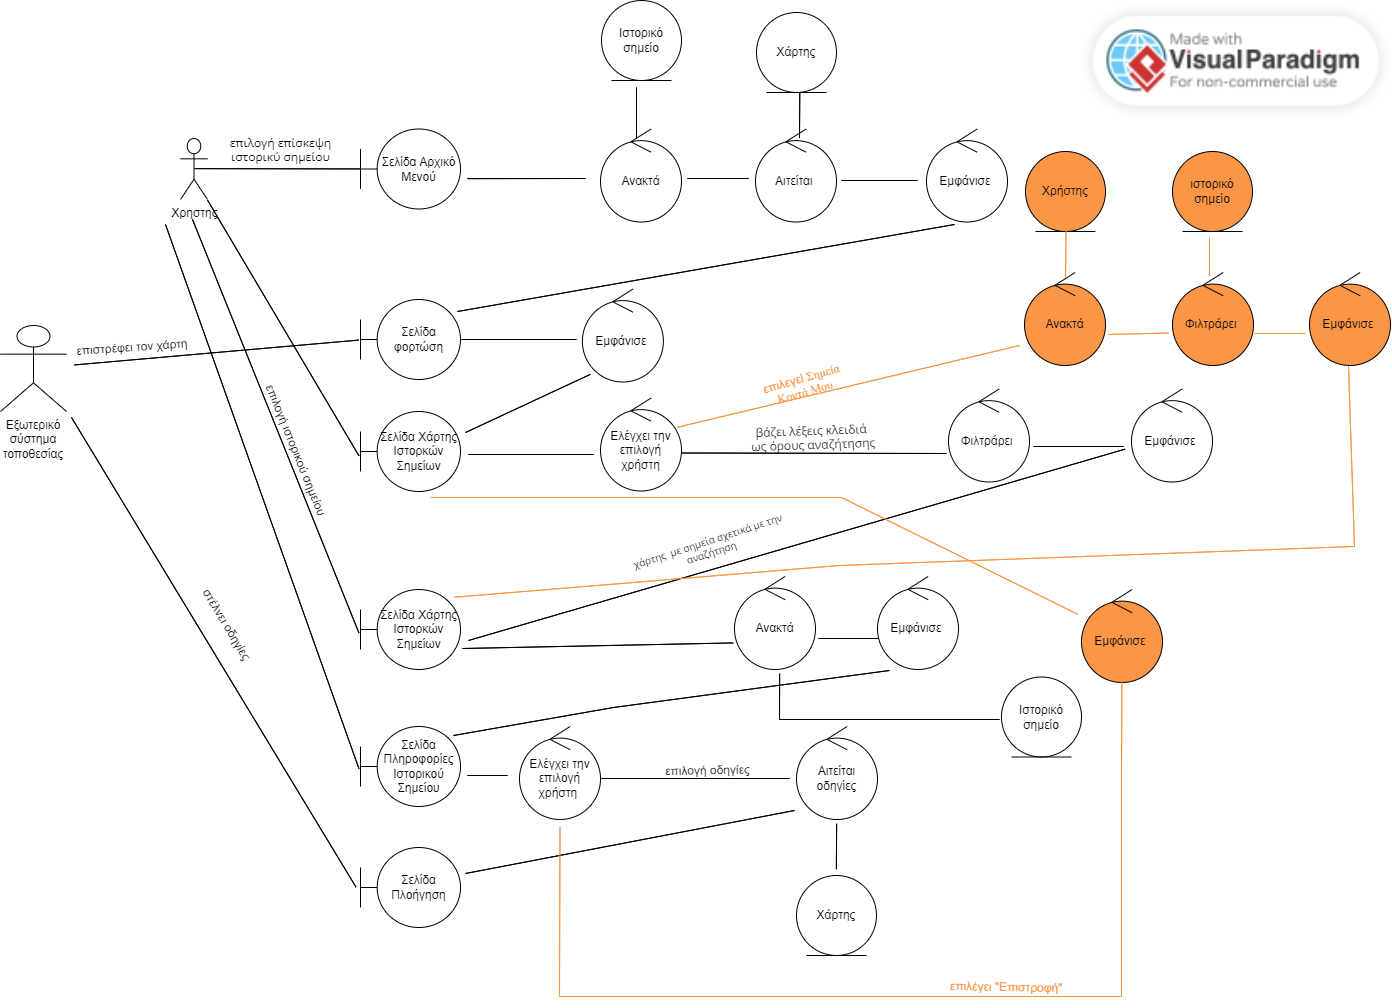 Ιστορικό
σημείο
Χάρτης
Made with
Visual Paradigm
For non-commercial use
επιλογή επίσκεψη
ιστορικύ σημείου
Σελίδα Αρχικό
Μενού
Ανακτά
Αιτείται
Εμφάνισε
Χρήστης
ιστορικό
σημείο
Χρηστης
Σελίδα
φορτώση
Εμφάνισε
Ανακτά
Φιλτράρει
Εμφάνισε
επιστρέφει τον χάρτη
επιλεγεί Σημεία
Κοντά Μου
Εξωτερικό
σύστημα
τοποθεσίας
επιλογή ιστορικού σημείου
Σελίδα Χάρτης
Ιστορκών
Σημείων
Ελέγχει την
επιλογή
χρήστη
βάζει λέξεις κλειδιά
ως όρους αναζήτησης
Φιλτράρει
Εμφάνισε
χάρτης με σημεία σχετικά με την
αναζήτηση
στέλνει οδηγίες
Σελίδα Χάρτης
Ιστορκών
Σημείων
Ανακτά
Εμφάνισε
Εμφάνισε
Ιστορικό
σημείο
Σελίδα
Πληροφορίες
Ιστορικού
Σημείου
Ελέγχει την
επιλογή
χρήστη
επιλογή οδηγίες
Αιτείται
οδηγίες
Σελίδα
Πλοήγηση
Χάρτης
επιλέγει "Επιστροφή"